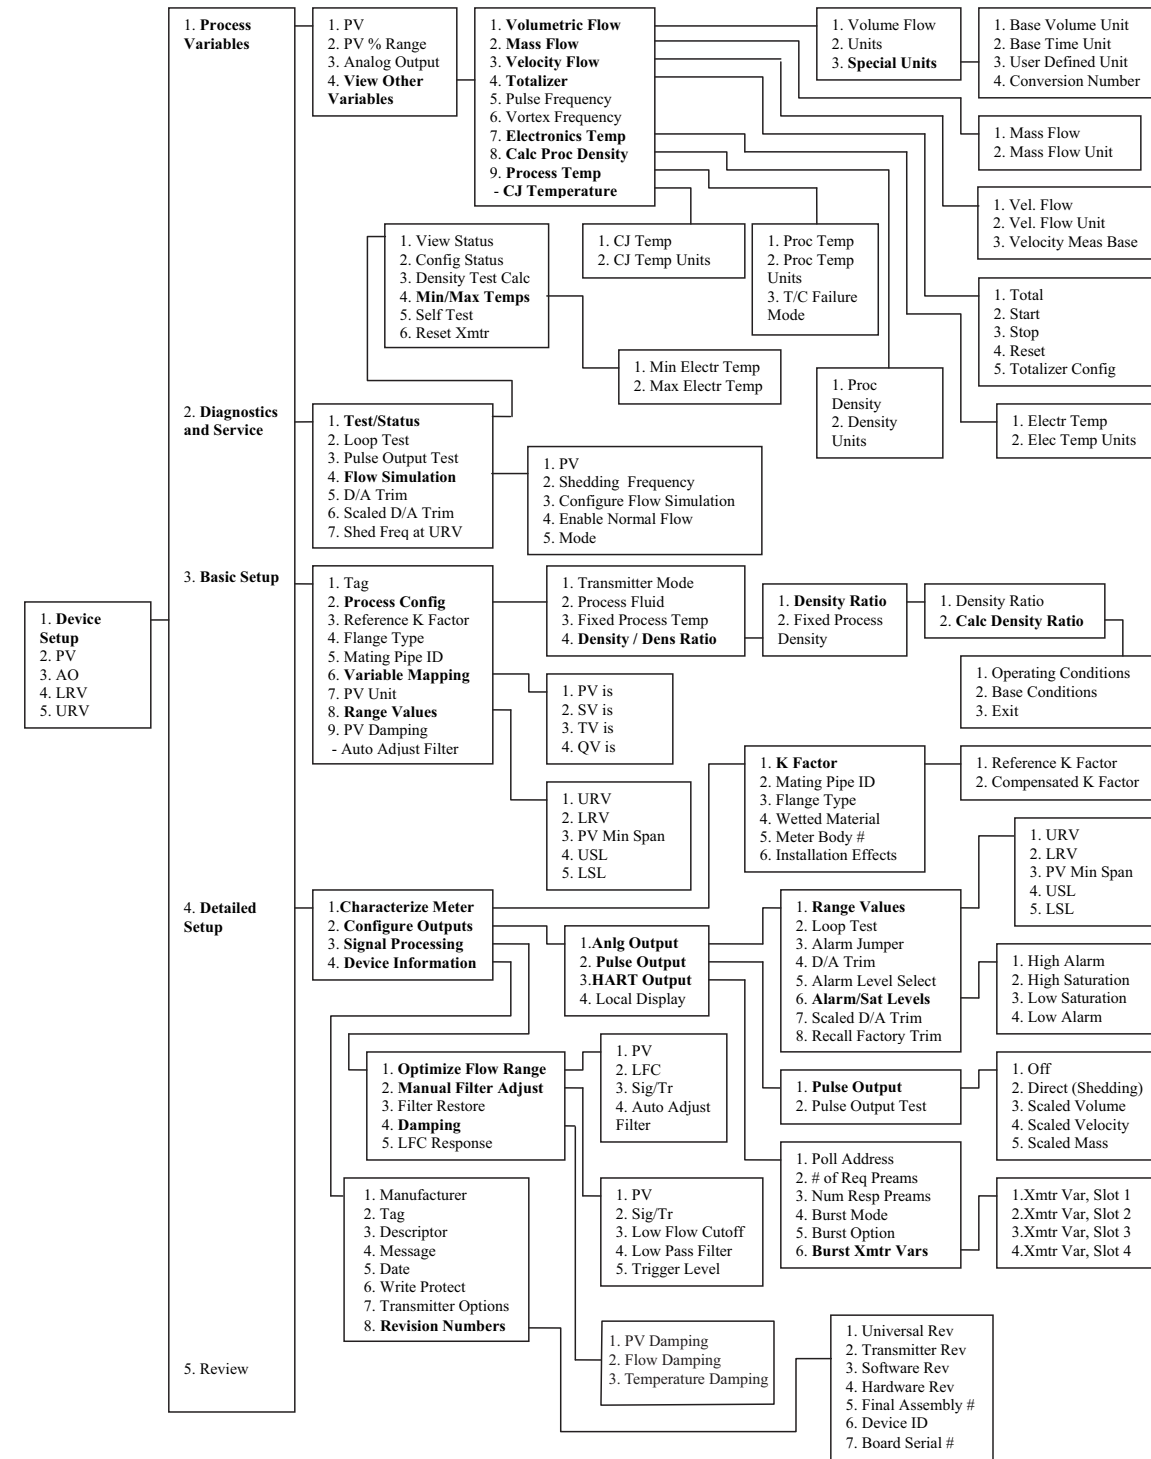 1. Device
Setup
2. PV
3. AO
4. LRV
5. URV
1. Process
Variables
2. Diagnostics
and Service
3. Basic Setup
4. Detailed
Setup
5. Review
1. PV
2. PV % Range
3. Analog Output
4. View Other
Variables
1. Volumetric Flow
2. Mass Flow
3. Velocity Flow
4. Totalizer
5. Pulse Frequency
6. Vortex Frequency
7. Electronics Temp
8. Calc Proc Density
9. Process Temp
- CJ Temperature
1. Volume Flow
2. Units
3. Special Units
1. Base Volume Unit
2. Base Time Unit
3. User Defined Unit
4. Conversion Number
1. Mass Flow
2. Mass Flow Unit
1. Vel. Flow
2. Vel. Flow Unit
3. Velocity Meas Base
1. Total
2. Start
3. Stop
4. Reset
5. Totalizer Config
1. Electr Temp
2. Elec Temp Units
1. Proc
Density
2. Density
Units
1. Proc Temp
2. Proc Temp
Units
3. T/C Failure
Mode
1. CJ Temp
2. CJ Temp Units
1. View Status
2. Config Status
3. Density Test Calc
4. Min/Max Temps
5. Self Test
6. Reset Xmtr
1. Min Electr Temp
2. Max Electr Temp
1. Test/Status
2. Loop Test
3. Pulse Output Test
4. Flow Simulation
5. D/A Trim
6. Scaled D/A Trim
7. Shed Freq at URV
1. PV
2. Shedding Frequency
3. Configure Flow Simulation
4. Enable Normal Flow
5. Mode
1. Tag
2. Process Config
3. Reference K Factor
4. Flange Type
5. Mating Pipe ID
6. Variable Mapping
7. PV Unit
8. Range Values
9. PV Damping
- Auto Adjust Filter
1. Transmitter Mode
2. Process Fluid
3. Fixed Process Temp
4. Density / Dens Ratio
1. Density Ratio
2. Fixed Process
Density
1. Density Ratio
2. Calc Density Ratio
1. Operating Conditions
2. Base Conditions
3. Exit
1. PV is
2. SV is
3. TV is
4. QV is
1. URV
2. LRV
3. PV Min Span
4. USL
5. LSL
1.Characterize Meter
2. Configure Outputs
3. Signal Processing
4. Device Information
1. K Factor
2. Mating Pipe ID
3. Flange Type
4. Wetted Material
5. Meter Body #
6. Installation Effects
1. Reference K Factor
2. Compensated K Factor
1.Anlg Output
2. Pulse Output
3.HART Output
4. Local Display
1. Range Values
2. Loop Test
3. Alarm Jumper
4. D/A Trim
5. Alarm Level Select
6. Alarm/Sat Levels
7. Scaled D/A Trim
8. Recall Factory Trim
1. URV
2. LRV
3. PV Min Span
4. USL
5. LSL
1. High Alarm
2. High Saturation
3. Low Saturation
4. Low Alarm
1. Pulse Output
2. Pulse Output Test
1. Off
2. Direct (Shedding)
3. Scaled Volume
4. Scaled Velocity
5. Scaled Mass
1. Poll Address
2. # of Req Preams
3. Num Resp Preams
4. Burst Mode
5. Burst Option
6. Burst Xmtr Vars
1.Xmtr Var, Slot 1
2.Xmtr Var, Slot 2
3.Xmtr Var, Slot 3
4.Xmtr Var, Slot 4
1. Optimize Flow Range
2. Manual Filter Adjust
3. Filter Restore
4. Damping
5. LFC Response
1. PV
2. LFC
3. Sig/Tr
4. Auto Adjust
Filter
1. PV
2. Sig/Tr
3. Low Flow Cutoff
4. Low Pass Filter
5. Trigger Level
1. PV Damping
2. Flow Damping
3. Temperature Damping
1. Manufacturer
2. Tag
3. Descriptor
4. Message
5. Date
6. Write Protect
7. Transmitter Options
8. Revision Numbers
1. Universal Rev
2. Transmitter Rev
3. Software Rev
4. Hardware Rev
5. Final Assembly #
6. Device ID
7. Board Serial #